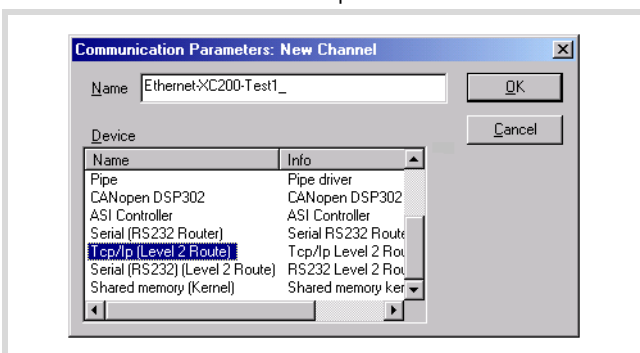 Communication Parameters: New Channel
Name Ethernet-XC200-Test1_ OK
Device Cancel
Name Info
Pipe Pipe driver
CANopen DSP302 CANopen DSP302
ASI Controller ASI Controller
Serial (RS232 Router) Serial RS232 Route
Tcp/Ip (Level 2 Route) Tcp/Ip Level 2 Rou
Serial (RS232) (Level 2 Route) RS232 Level 2 Rou
Shared memory (Kernel) Shared memory ker